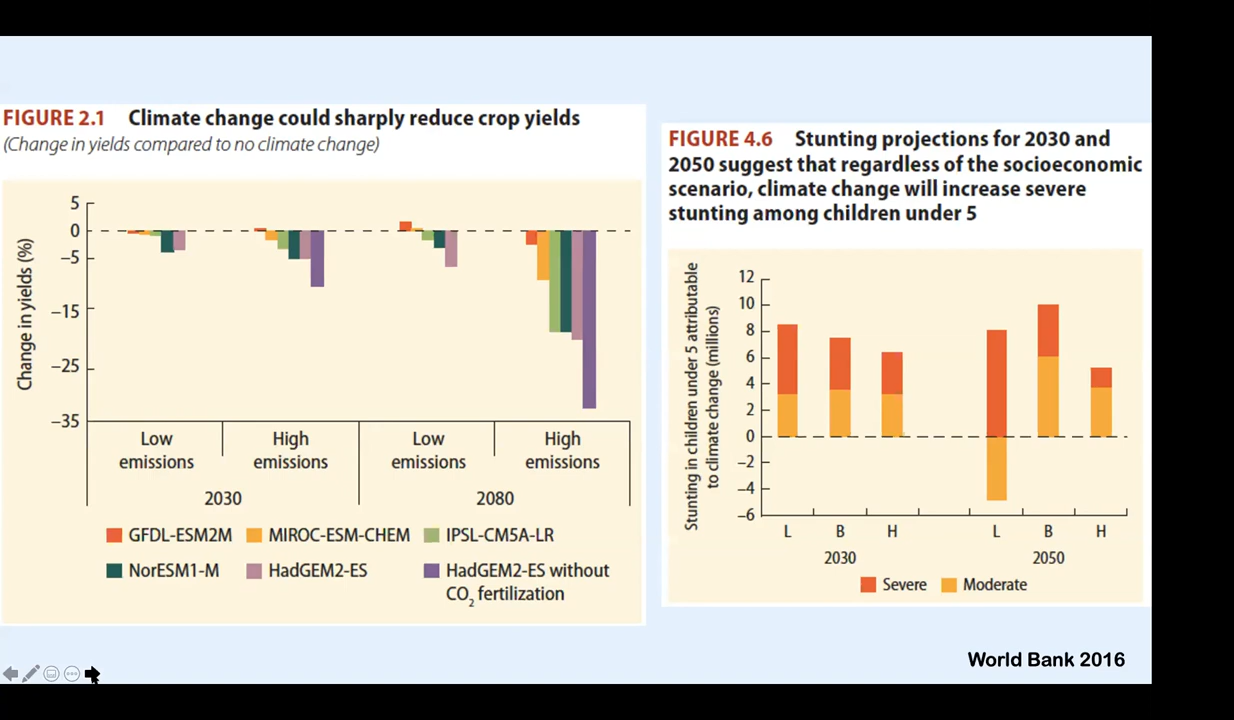 FIGURE 2.1 Climate change could sharply reduce crop yields
(Change in yields compared to no climate change)
Change in yields (%)
5
0
−5
−15
−25
−35
Low emissions
High emissions
Low emissions
High emissions
2030
2080
GFDL-ESM2M
MIROC-ESM-CHEM
IPSL-CM5A-LR
NorESM1-M
HadGEM2-ES
HadGEM2-ES without
CO2 fertilization
FIGURE 4.6 Stunting projections for 2030 and
2050 suggest that regardless of the socioeconomic
scenario, climate change will increase severe
stunting among children under 5
Stunting in children under 5 attributable
to climate change (millions)
12
10
8
6
4
2
0
−2
−4
−6
L
B
H
L
B
H
2030
2050
Severe
Moderate
World Bank 2016